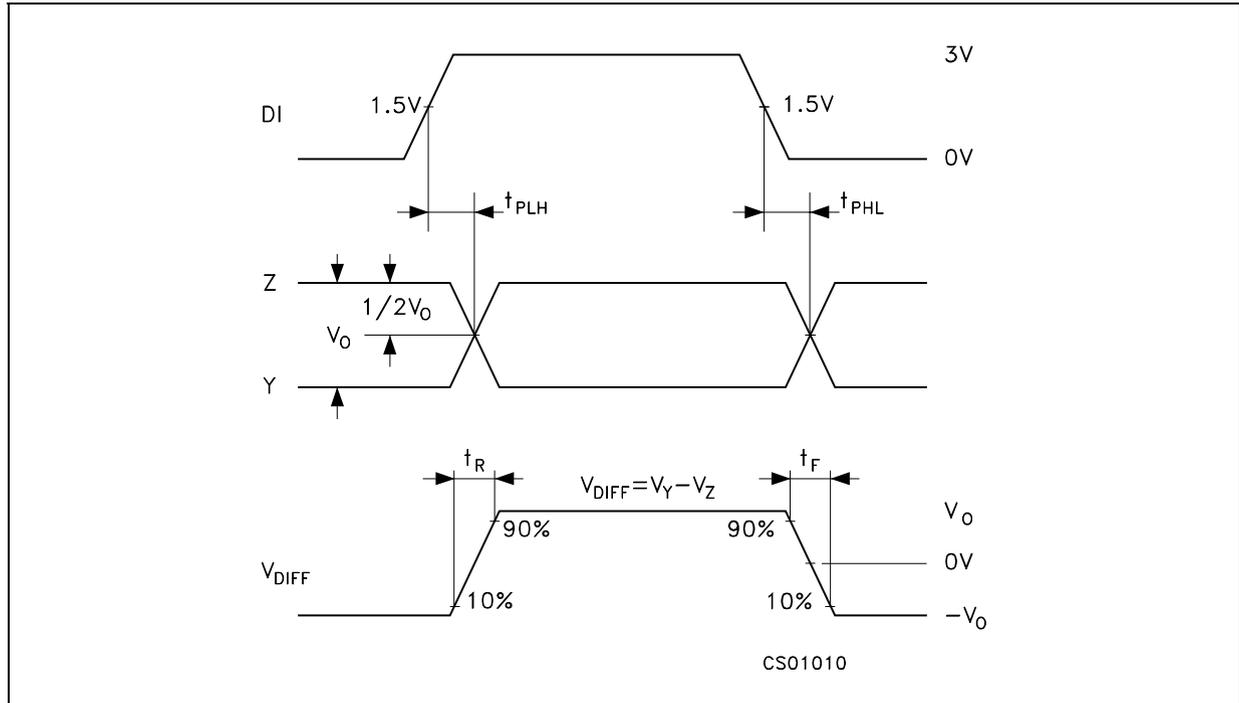 3V
1.5V
1.5V
DI
0V
tPLH
tPHL
Z
1/2VO
VO
Y
tR
tF
VDIFF=VY−VZ
VO
90%
90%
0V
VDIFF
10%
10%
−VO
CS01010